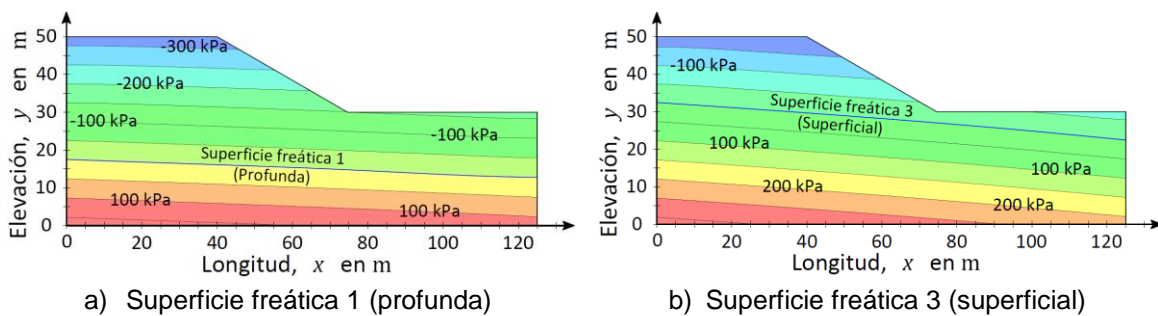 Elevación, y en m
50
40
30
20
10
0
-300 kPa
-200 kPa
-100 kPa
-100 kPa
Superficie freática 1
(Profunda)
100 kPa
100 kPa
0 20 40 60 80 100 120
Longitud, x en m
a) Superficie freática 1 (profunda)
Elevación, y en m
50
40
30
20
10
0
-100 kPa
Superficie freática 3
(Superficial)
100 kPa
100 kPa
200 kPa
200 kPa
0 20 40 60 80 100 120
Longitud, x en m
b) Superficie freática 3 (superficial)